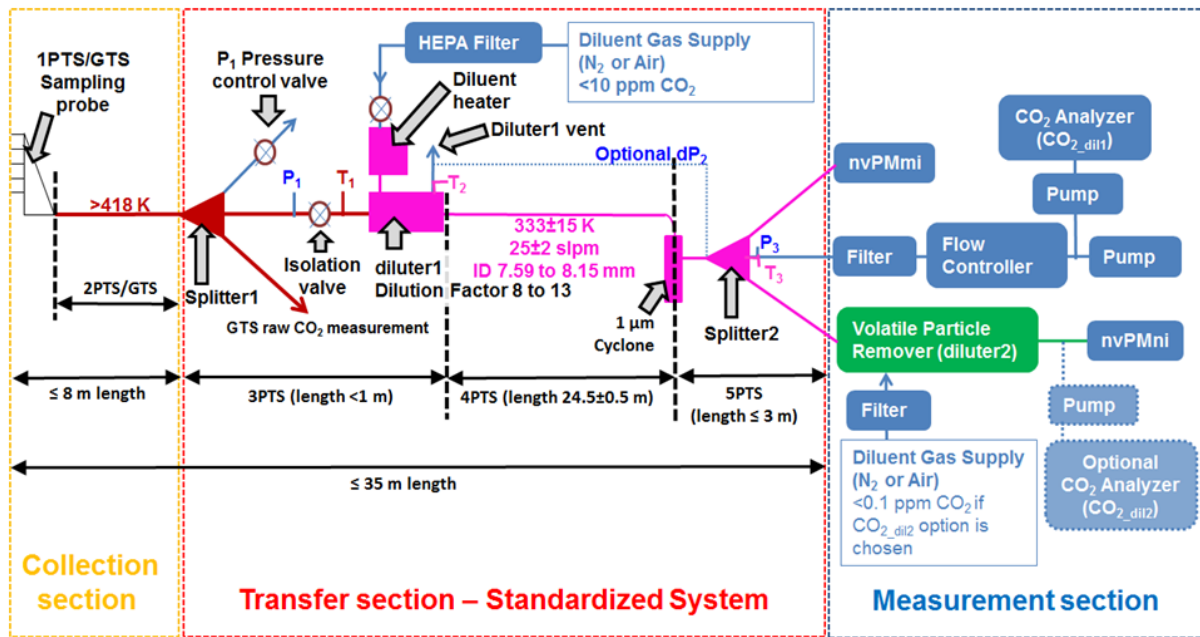 1PTS/GTS
Sampling
probe
P1 Pressure
control valve
HEPA Filter
Diluent Gas Supply
(N2 or Air)
<10 ppm CO2
Diluent
heater
Diluter1 vent
Optional dP2
CO2 Analyzer
(CO2_dil1)
nvPMmi
Pump
>418 K
P1
T1
T2
333±15 K
25±2 slpm
ID 7.59 to 8.15 mm
P3
T3
Filter
Flow
Controller
Pump
2PTS/GTS
Splitter1
Isolation
valve
diluter1
Dilution Factor 8 to 13
GTS raw CO2 measurement
1 µm
Cyclone
Splitter2
Volatile Particle
Remover (diluter2)
nvPMni
≤ 8 m length
3PTS (length <1 m)
4PTS (length 24.5±0.5 m)
5PTS
(length ≤ 3 m)
Filter
Pump
≤ 35 m length
Diluent Gas Supply
(N2 or Air)
<0.1 ppm CO2 if
CO2_dil2 option is
chosen
Optional
CO2 Analyzer
(CO2_dil2)
Collection
section
Transfer section – Standardized System
Measurement section